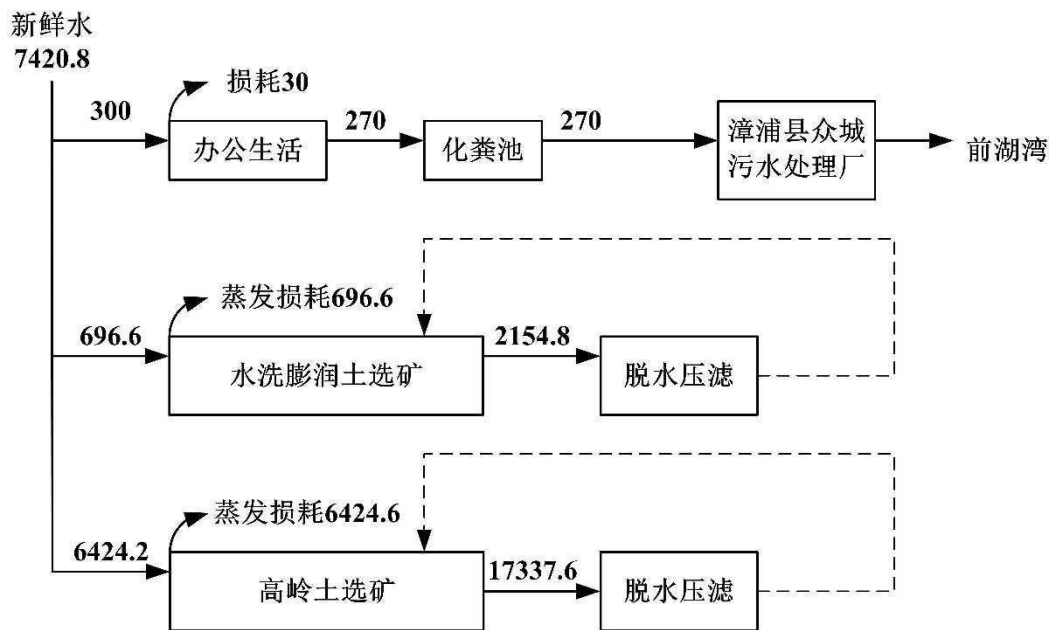 新鲜水
7420.8
300
损耗30
办公生活
270
化粪池
270
漳浦县众城
污水处理厂
前湖湾
696.6
蒸发损耗696.6
水洗膨润土选矿
2154.8
脱水压滤
6424.2
蒸发损耗6424.6
高岭土选矿
17337.6
脱水压滤